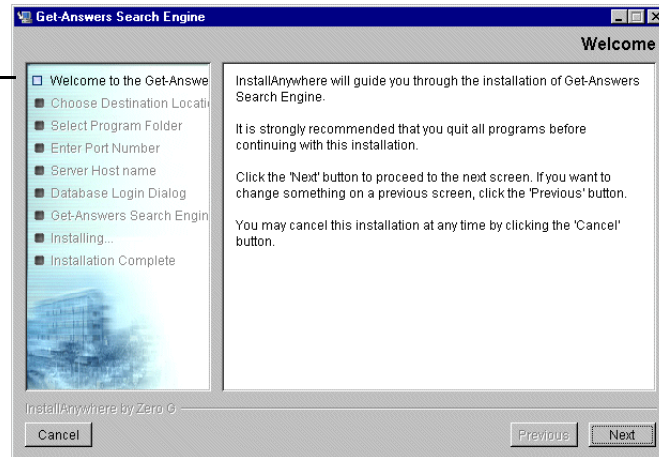 Get-Answers Search Engine
Welcome
Welcome to the Get-Answe
Choose Destination Locati
Select Program Folder
Enter Port Number
Server Host name
Database Login Dialog
Get-Answers Search Engin
Installing...
Installation Complete
InstallAnywhere will guide you through the installation of Get-Answers
Search Engine.
It is strongly recommended that you quit all programs before
continuing with this installation.
Click the 'Next' button to proceed to the next screen. If you want to
change something on a previous screen, click the 'Previous' button.
You may cancel this installation at any time by clicking the 'Cancel'
button.
InstallAnywhere by Zero G
Cancel
Previous
Next